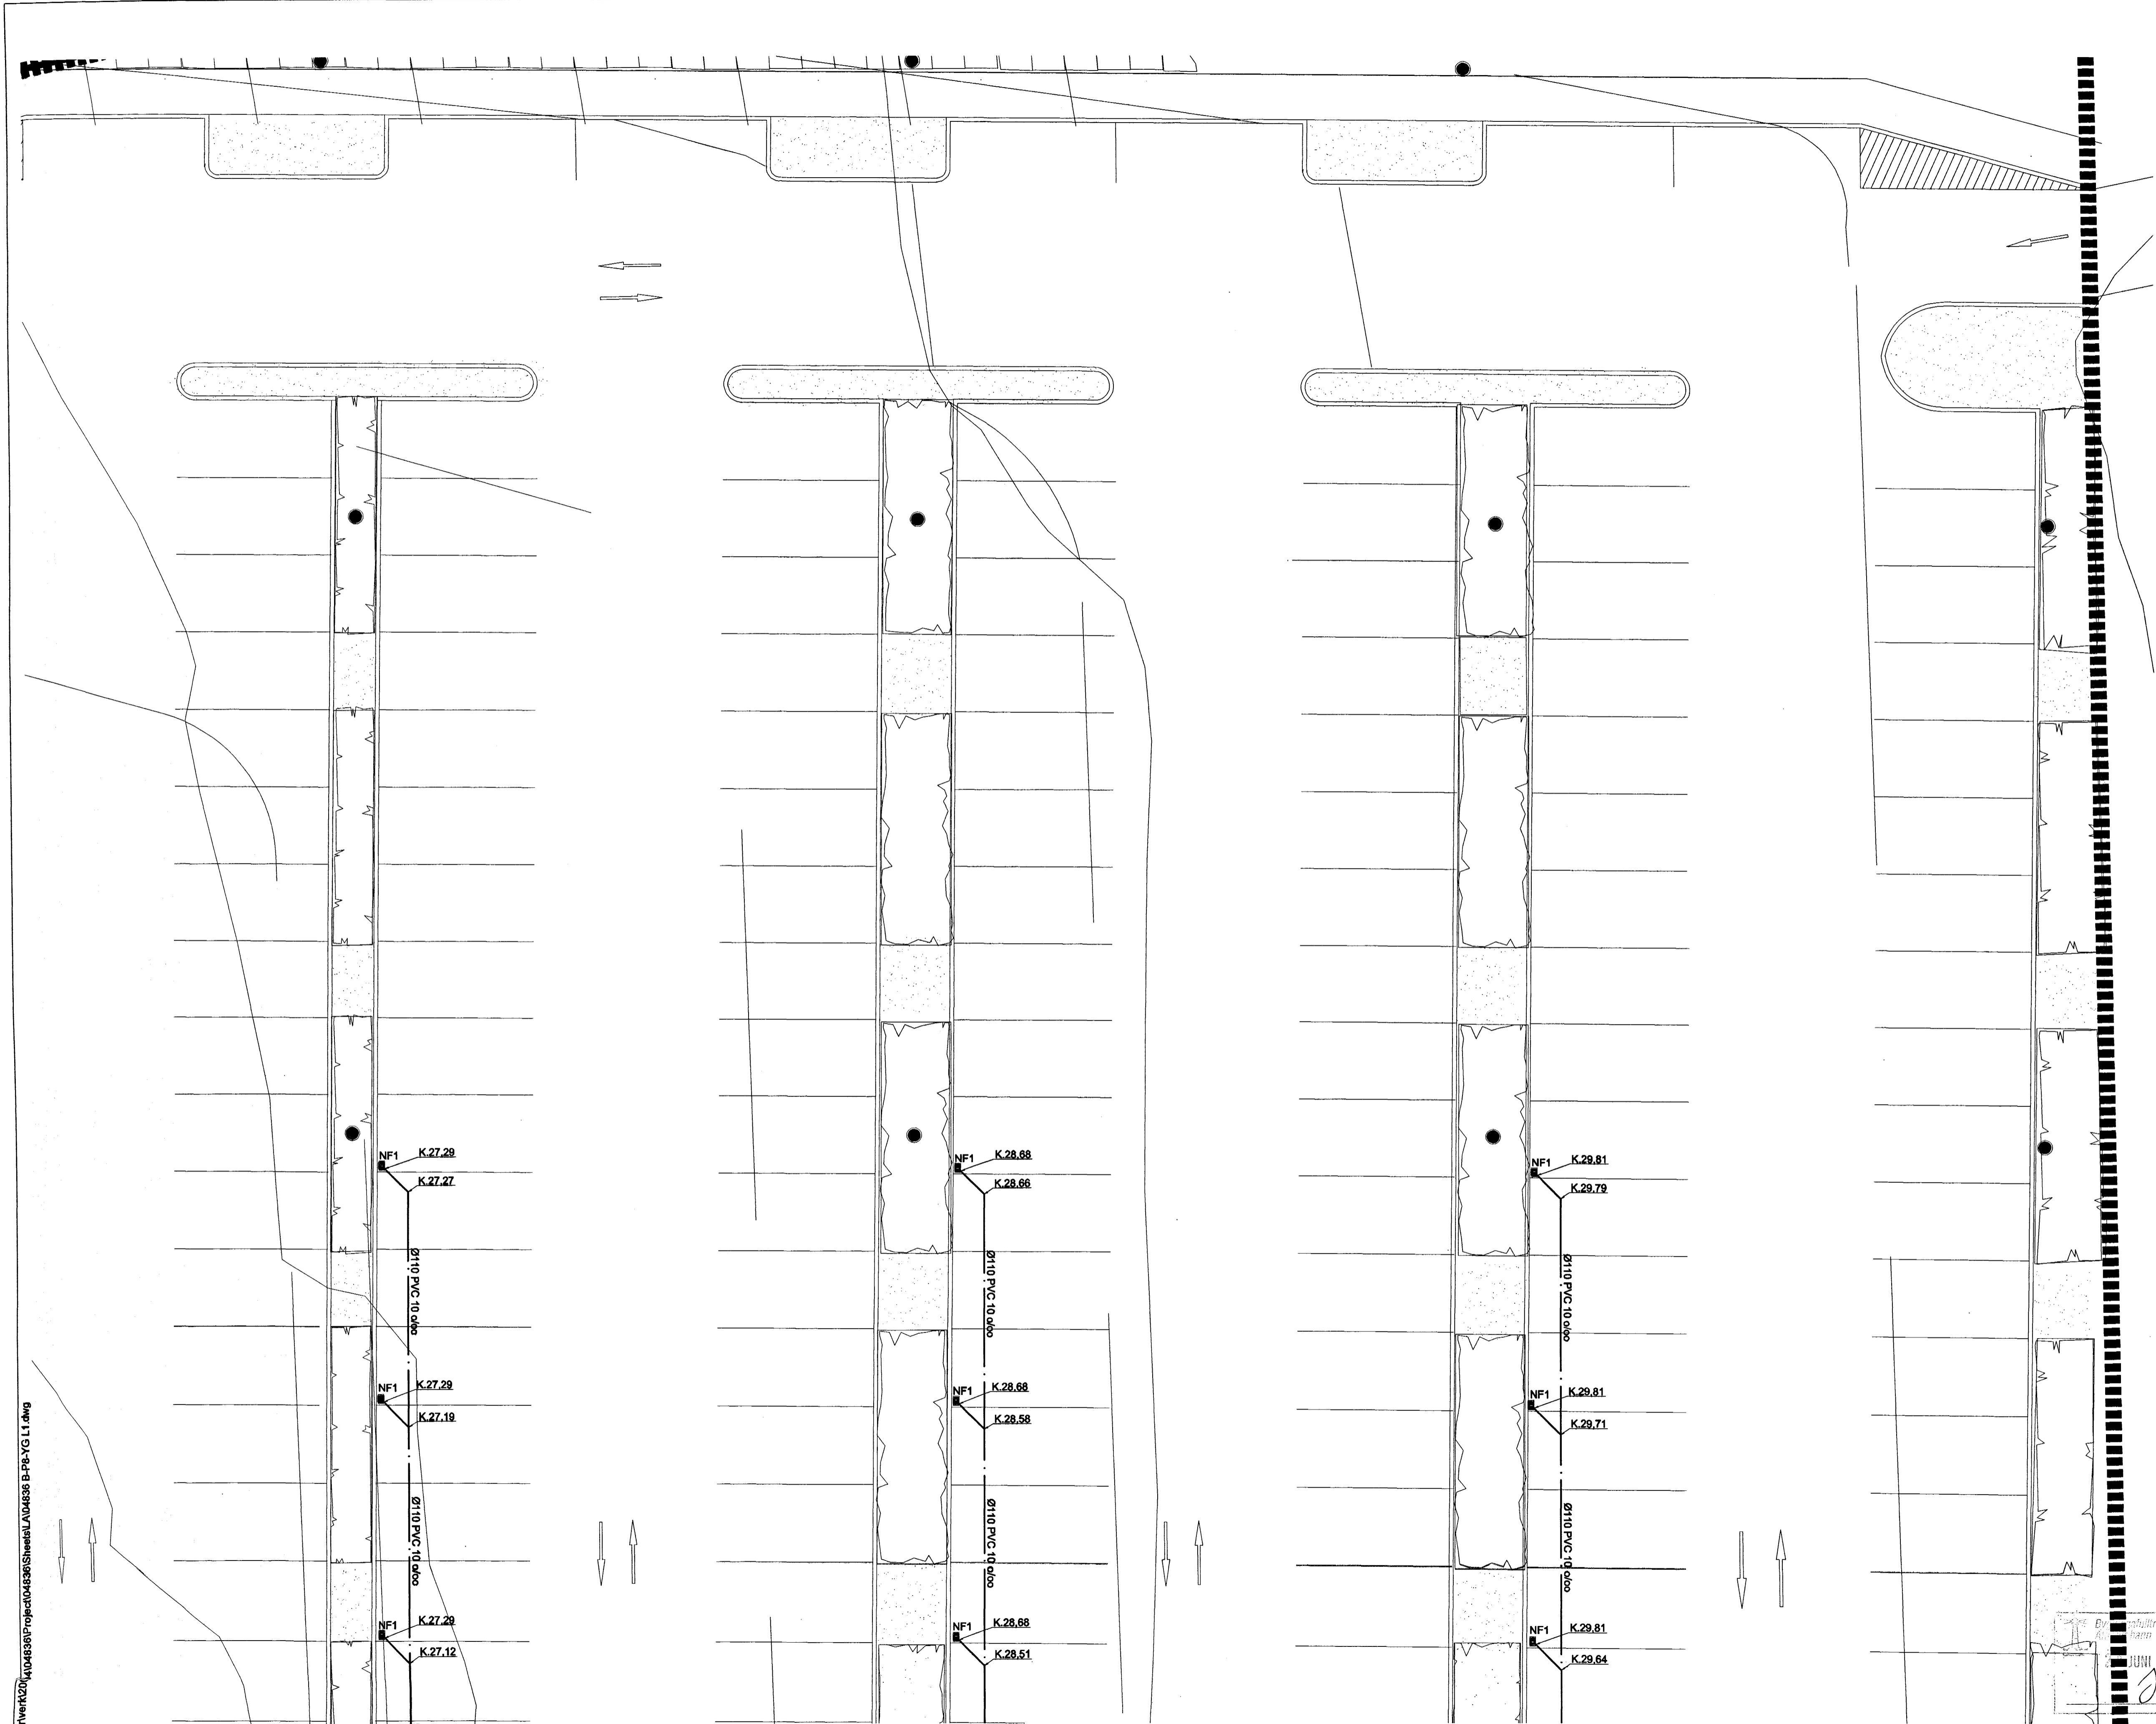 NF1 K.27,29
K.27,27
NF1 K.28,68
K.28,66
NF1 K.29,81
K.29,79
Ø110 PVC 10 o/oo
Ø110 PVC 10 o/oo
Ø110 PVC 10 o/oo
NF1 K.27,29
K.27,19
NF1 K.28,68
K.28,58
NF1 K.29,81
K.29,71
Ø110 PVC 10 o/oo
Ø110 PVC 10 o/oo
Ø110 PVC 10 o/oo
NF1 K.27,29
K.27,12
NF1 K.28,68
K.28,51
NF1 K.29,81
K.29,64
04836\Project\04836\Sheets\LA\04836 B-P8-YG L1.dwg
JUNI